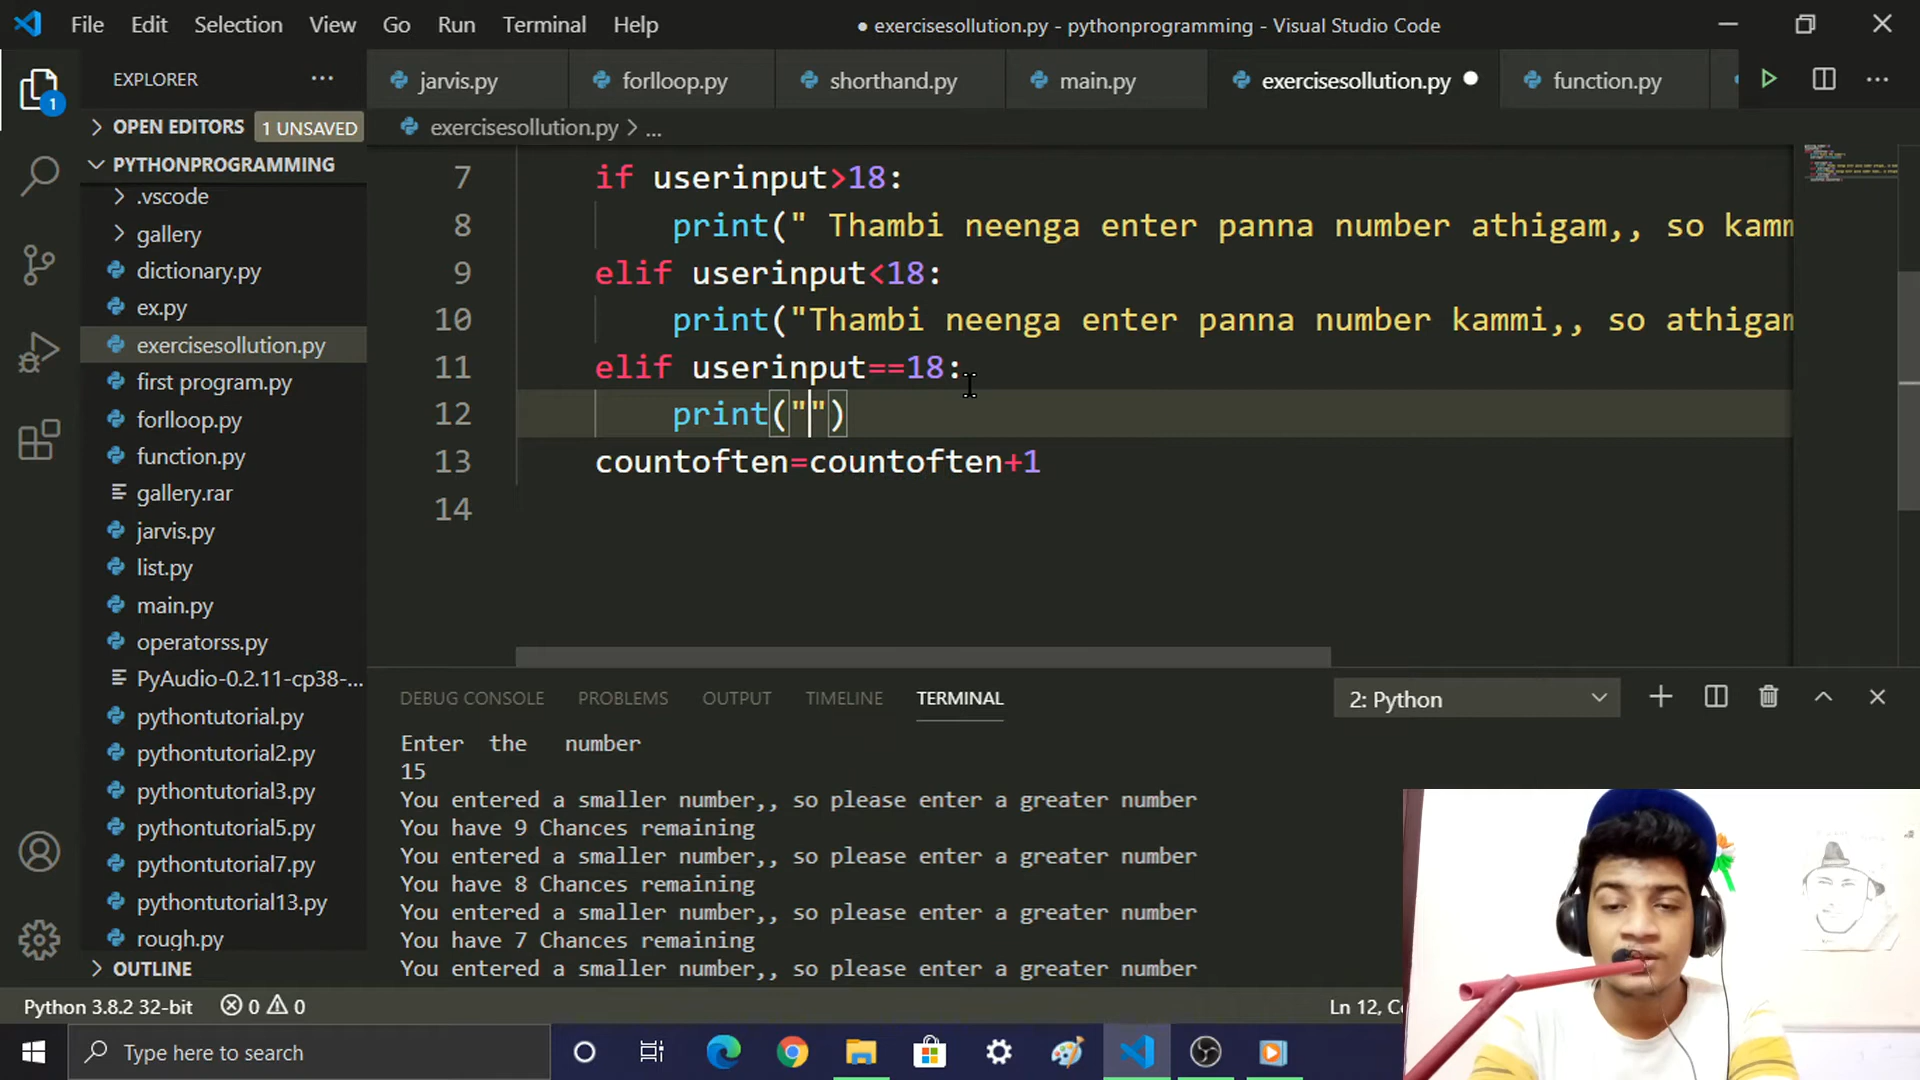 File Edit Selection View Go Run Terminal Help
● exercisesollution.py - pythonprogramming - Visual Studio Code
EXPLORER ...
jarvis.py forlloop.py shorthand.py main.py exercisesollution.py function.py
OPEN EDITORS 1 UNSAVED
exercisesollution.py > ...
PYTHONPROGRAMMING
.vscode
gallery
dictionary.py
ex.py
exercisesollution.py
first program.py
forlloop.py
function.py
gallery.rar
jarvis.py
list.py
main.py
operatorss.py
PyAudio-0.2.11-cp38-...
pythontutorial.py
pythontutorial2.py
pythontutorial3.py
pythontutorial5.py
pythontutorial7.py
pythontutorial13.py
rough.py
OUTLINE
1
7 if userinput>18:
8 print(" Thambi neenga enter panna number athigam,, so kamm
9 elif userinput<18:
10 print("Thambi neenga enter panna number kammi,, so athigam
11 elif userinput==18:
12 print("")
13 countoften=countoften+1
14
DEBUG CONSOLE PROBLEMS OUTPUT TIMELINE TERMINAL 2: Python
Enter the number
15
You entered a smaller number,, so please enter a greater number
You have 9 Chances remaining
You entered a smaller number,, so please enter a greater number
You have 8 Chances remaining
You entered a smaller number,, so please enter a greater number
You have 7 Chances remaining
You entered a smaller number,, so please enter a greater number
Python 3.8.2 32-bit 0 0 Ln 12, C
Type here to search